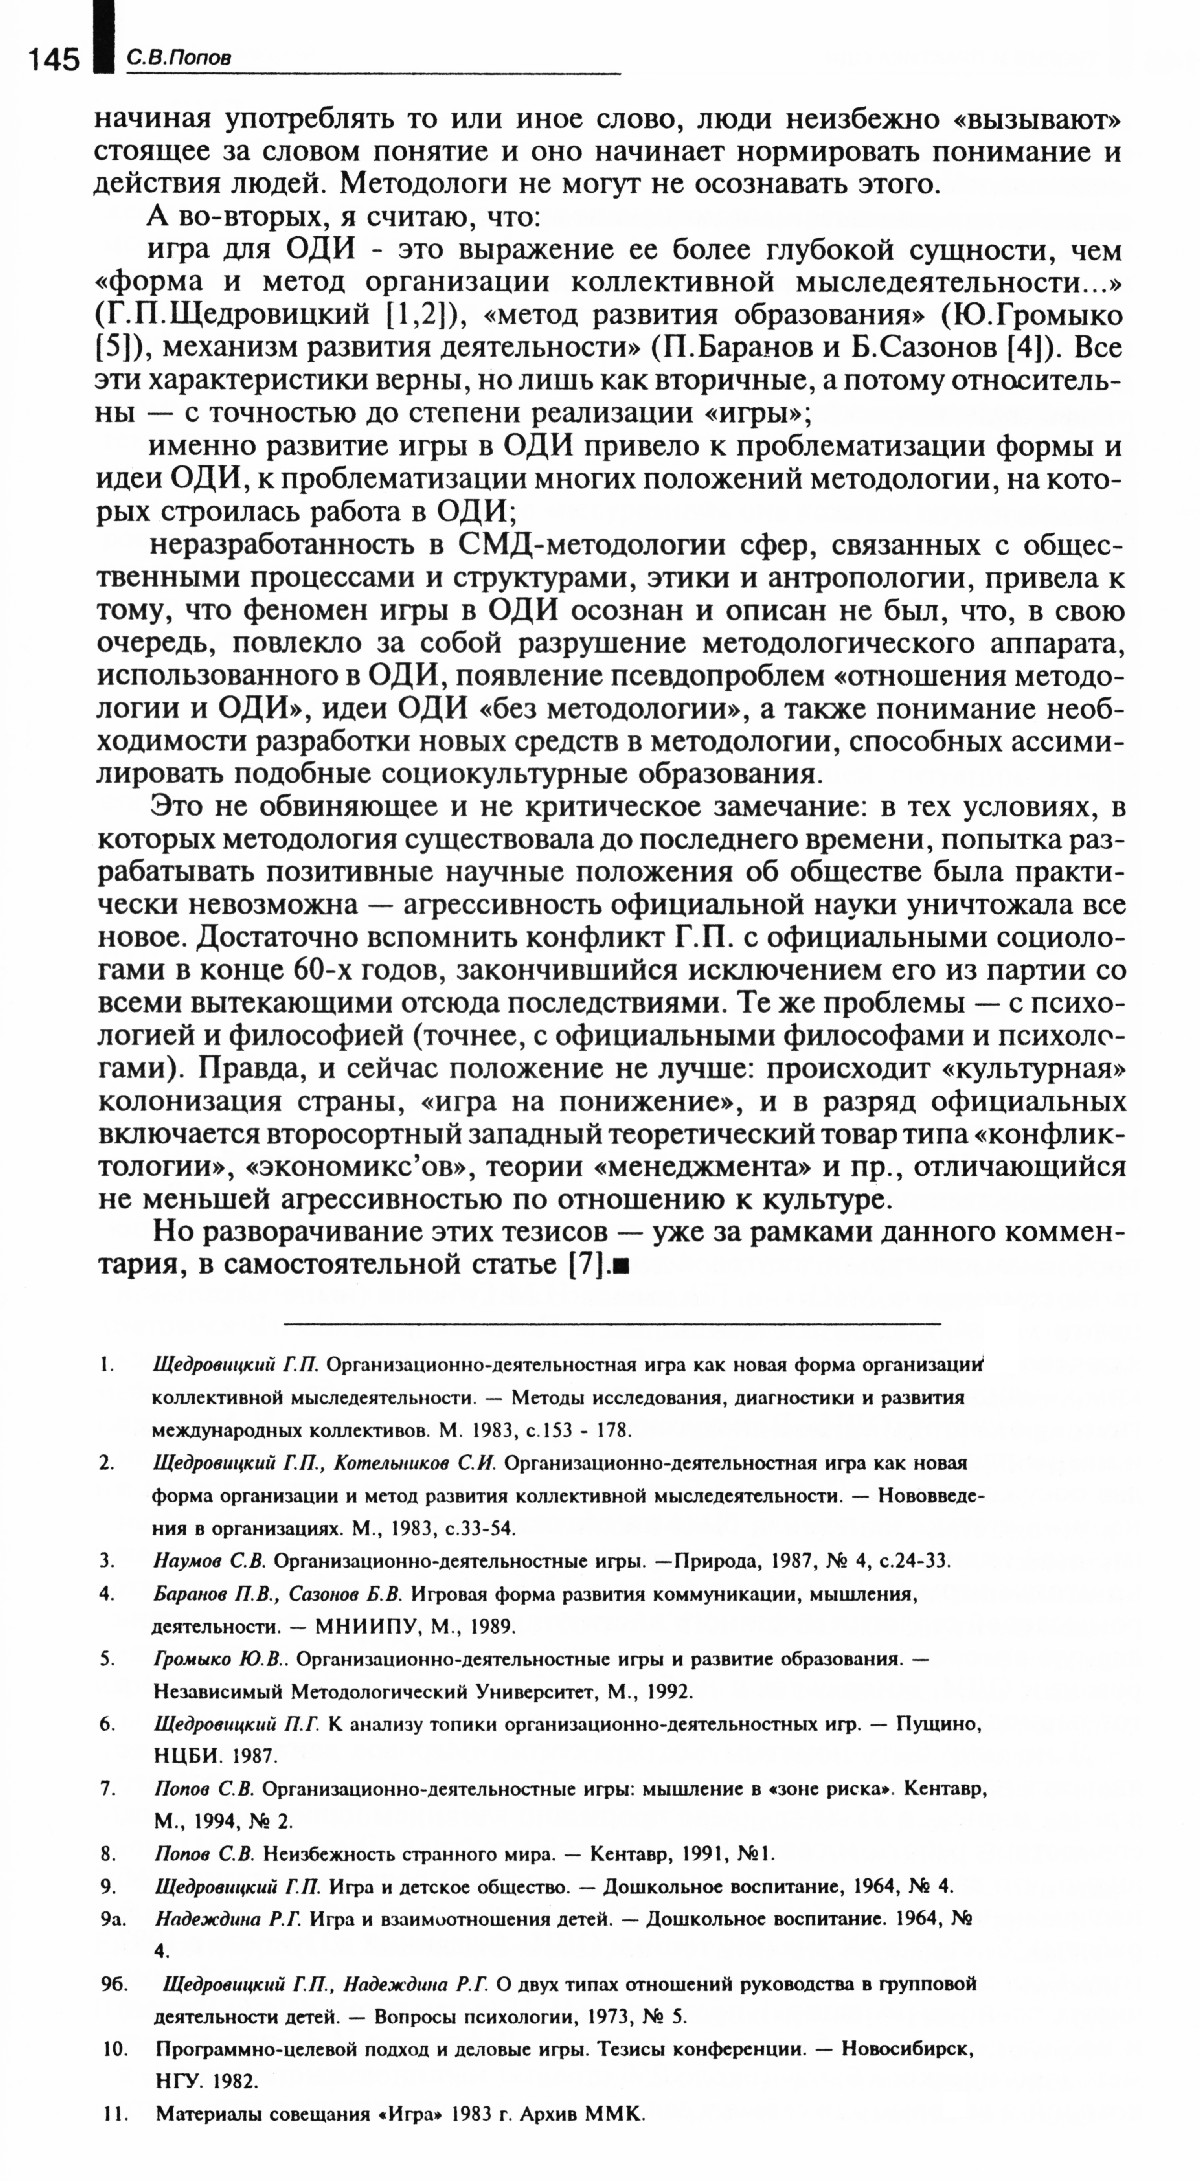 145 С.В.Попов
начиная употреблять то или иное слово, люди неизбежно «вызывают»
стоящее за словом понятие и оно начинает нормировать понимание и
действия людей. Методологи не могут не осознавать этого.
А во-вторых, я считаю, что:
игра для ОДИ - это выражение ее более глубокой сущности, чем
«форма и метод организации коллективной мыследеятельности...»
(Г.П.Щедровицкий [1,2]), «метод развития образования» (Ю.Громыко
[5]), механизм развития деятельности» (П.Баранов и Б.Сазонов [4]). Все
эти характеристики верны, но лишь как вторичные, а потому относитель-
ны — с точностью до степени реализации «игры»;
именно развитие игры в ОДИ привело к проблематизации формы и
идеи ОДИ, к проблематизации многих положений методологии, на кото-
рых строилась работа в ОДИ;
неразработанность в СМД-методологии сфер, связанных с общес-
твенными процессами и структурами, этики и антропологии, привела к
тому, что феномен игры в ОДИ осознан и описан не был, что, в свою
очередь, повлекло за собой разрушение методологического аппарата,
использованного в ОДИ, появление псевдопроблем «отношения методо-
логии и ОДИ», идеи ОДИ «без методологии», а также понимание необ-
ходимости разработки новых средств в методологии, способных ассими-
лировать подобные социокультурные образования.
Это не обвиняющее и не критическое замечание: в тех условиях, в
которых методология существовала до последнего времени, попытка раз-
рабатывать позитивные научные положения об обществе была практи-
чески невозможна — агрессивность официальной науки уничтожала все
новое. Достаточно вспомнить конфликт Г.П. с официальными социоло-
гами в конце 60-х годов, закончившийся исключением его из партии со
всеми вытекающими отсюда последствиями. Те же проблемы — с психо-
логией и философией (точнее, с официальными философами и психоло-
гами). Правда, и сейчас положение не лучше: происходит «культурная»
колонизация страны, «игра на понижение», и в разряд официальных
включается второсортный западный теоретический товар типа «конфлик-
тологии», «экономикс’ов», теории «менеджмента» и пр., отличающийся
не меньшей агрессивностью по отношению к культуре.
Но разворачивание этих тезисов — уже за рамками данного коммен-
тария, в самостоятельной статье [7].■
1. Щедровицкий Г.П. Организационно-деятельностная игра как новая форма организации
коллективной мыследеятельности. — Методы исследования, диагностики и развития
международных коллективов. М. 1983, с.153 - 178.
2. Щедровицкий Г.П., Котельников С.И. Организационно-деятельностная игра как новая
форма организации и метод развития коллективной мыследеятельности. — Нововведе-
ния в организациях. М., 1983, с.33-54.
3. Наумов С.В. Организационно-деятельностные игры. —Природа, 1987, № 4, с.24-33.
4. Баранов П.В., Сазонов Б.В. Игровая форма развития коммуникации, мышления,
деятельности. — МНИИПУ, М., 1989.
5. Громыко Ю.В.. Организационно-деятельностные игры и развитие образования. —
Независимый Методологический Университет, М., 1992.
6. Щедровицкий П.Г. К анализу топики организационно-деятельностных игр. — Пущино,
НЦБИ. 1987.
7. Попов С.В. Организационно-деятельностные игры: мышление в «зоне риска». Кентавр,
М., 1994, № 2.
8. Попов С.В. Неизбежность странного мира. — Кентавр, 1991, №1.
9. Щедровицкий Г.П. Игра и детское общество. — Дошкольное воспитание, 1964, № 4.
9а. Надеждина Р.Г. Игра и взаимоотношения детей. — Дошкольное воспитание. 1964, №
4.
9б. Щедровицкий Г.П., Надеждина Р.Г. О двух типах отношений руководства в групповой
деятельности детей. — Вопросы психологии, 1973, № 5.
10. Программно-целевой подход и деловые игры. Тезисы конференции. — Новосибирск,
НГУ. 1982.
11. Материалы совещания «Игра» 1983 г. Архив ММК.